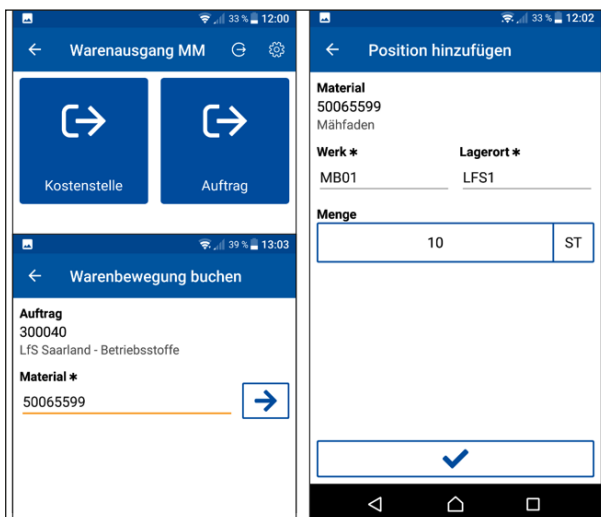 33 % 12:00
Warenausgang MM
Kostenstelle
Auftrag
39 % 13:03
Warenbewegung buchen
Auftrag
300040
LfS Saarland - Betriebsstoffe
Material *
50065599
33 % 12:02
Position hinzufügen
Material
50065599
Mähfaden
Werk * Lagerort *
MB01 LFS1
Menge
10 ST